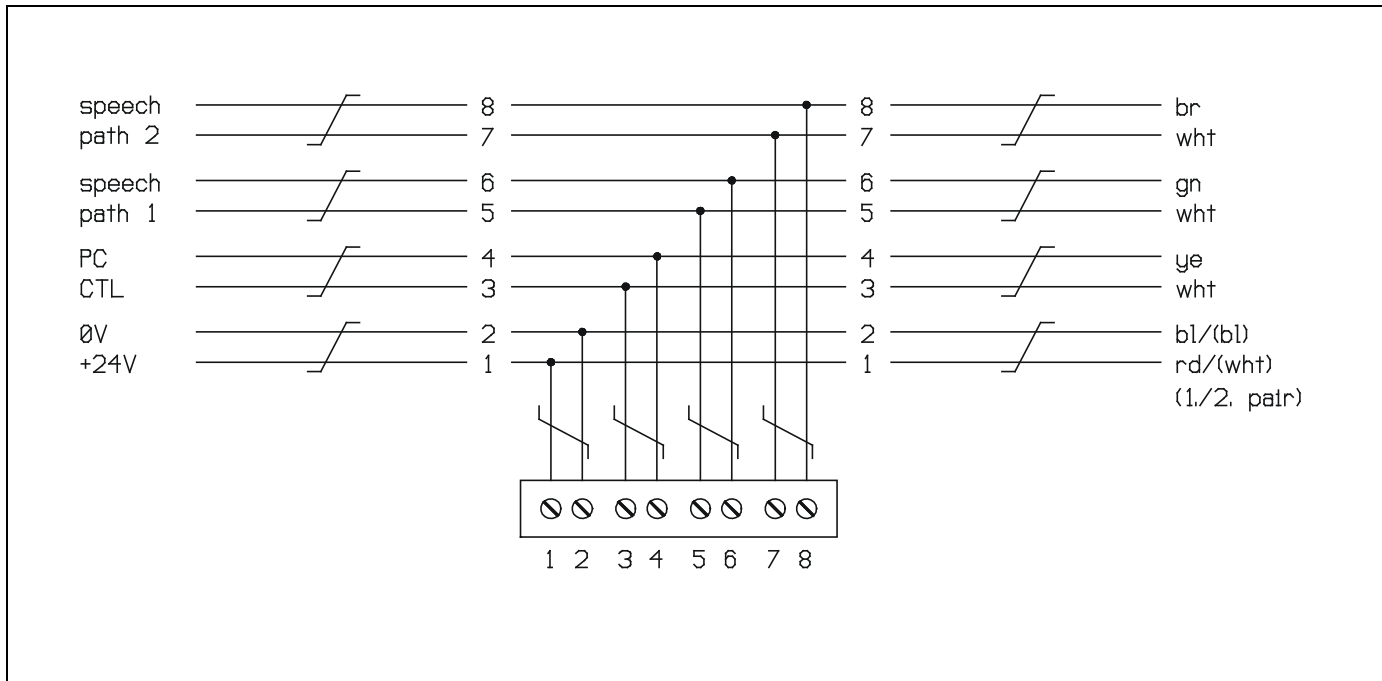 speech 8 8 br
path 2 7 7 wht
speech 6 6 gn
path 1 5 5 wht
PC 4 4 ye
CTL 3 3 wht
0V 2 2 bl/(bl)
+24V 1 1 rd/(wht)
(1./2. pair)
1 2 3 4 5 6 7 8